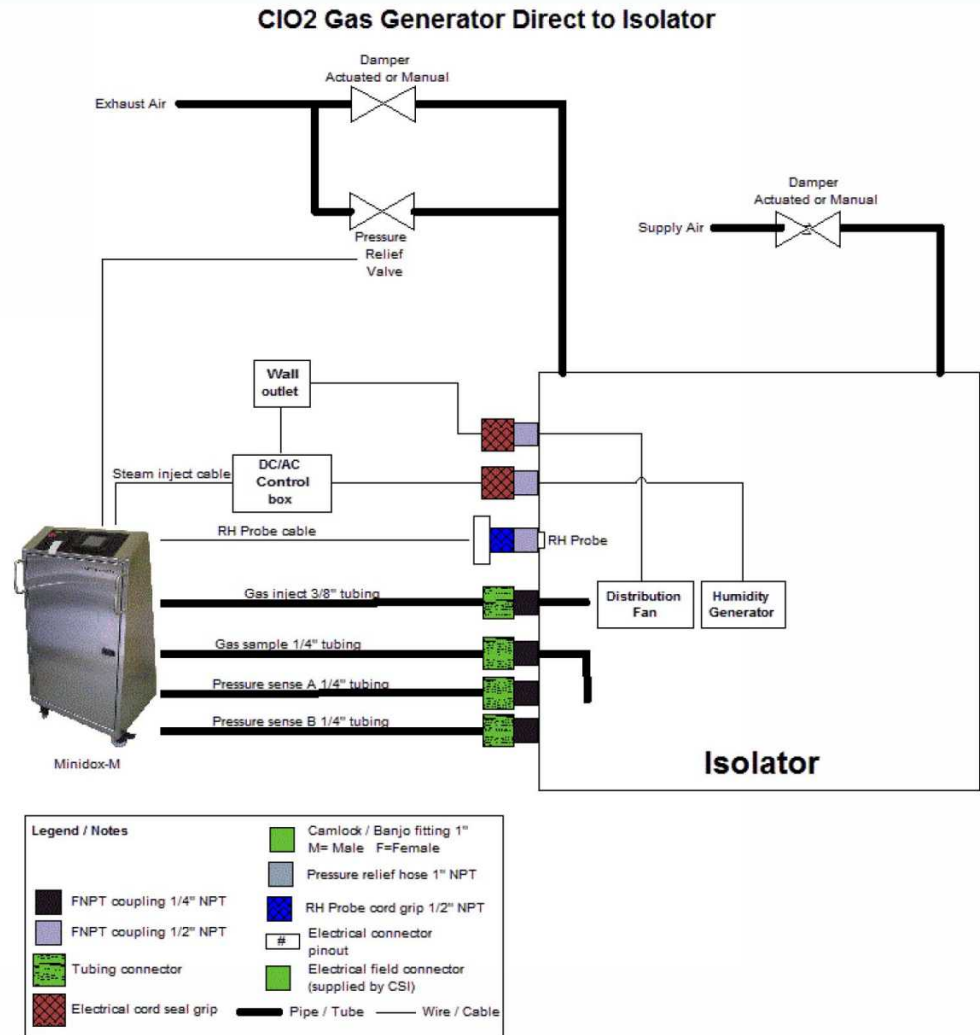 ClO2 Gas Generator Direct to Isolator
Damper
Actuated or Manual
Exhaust Air
Damper
Actuated or Manual
Supply Air
Pressure
Relief
Valve
Wall
outlet
Steam inject cable
DC/AC
Control
box
RH Probe cable
RH Probe
Gas inject 3/8" tubing
Distribution
Fan
Humidity
Generator
Gas sample 1/4" tubing
Pressure sense A 1/4" tubing
Pressure sense B 1/4" tubing
Minidox-M
Isolator
Legend / Notes
FNPT coupling 1/4" NPT
FNPT coupling 1/2" NPT
Tubing connector
Electrical cord seal grip
Camlock / Banjo fitting 1"
M= Male F=Female
Pressure relief hose 1" NPT
RH Probe cord grip 1/2" NPT
#
Electrical connector
pinout
Electrical field connector
(supplied by CSI)
Pipe / Tube
Wire / Cable